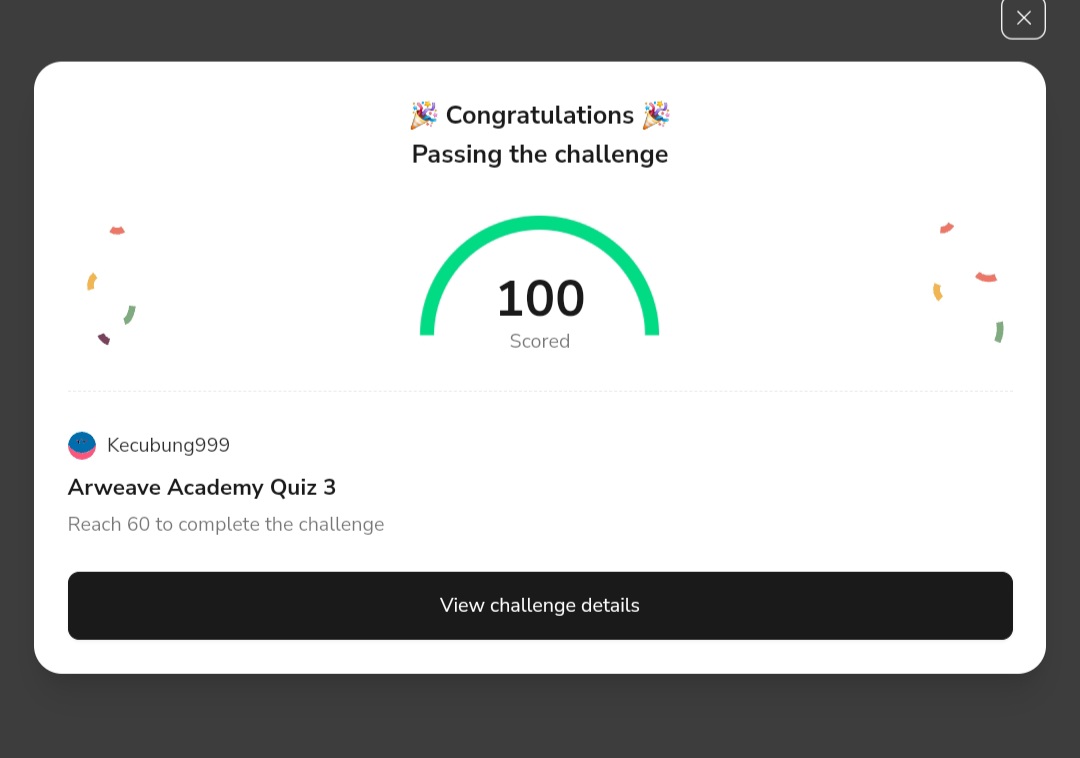 🎉 Congratulations 🎉
Passing the challenge
100
Scored
Kecubung999
Arweave Academy Quiz 3
Reach 60 to complete the challenge
View challenge details